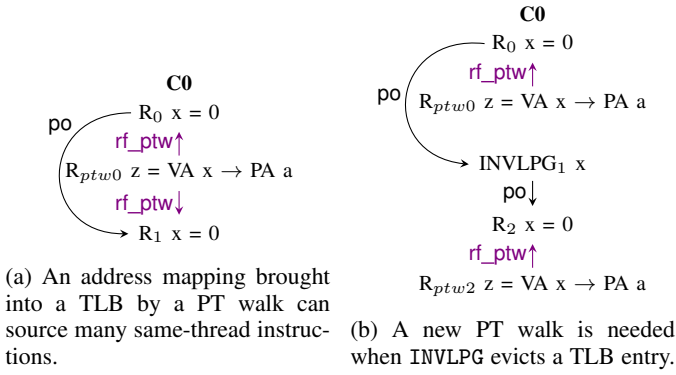 C0
R0 x = 0
po
rf_ptw↑
Rptw0 z = VA x → PA a
rf_ptw↓
R1 x = 0
(a) An address mapping brought
into a TLB by a PT walk can
source many same-thread instruc-
tions.
C0
R0 x = 0
rf_ptw↑
po
Rptw0 z = VA x → PA a
INVLPG1 x
po↓
R2 x = 0
rf_ptw↑
Rptw2 z = VA x → PA a
(b) A new PT walk is needed
when INVLPG evicts a TLB entry.